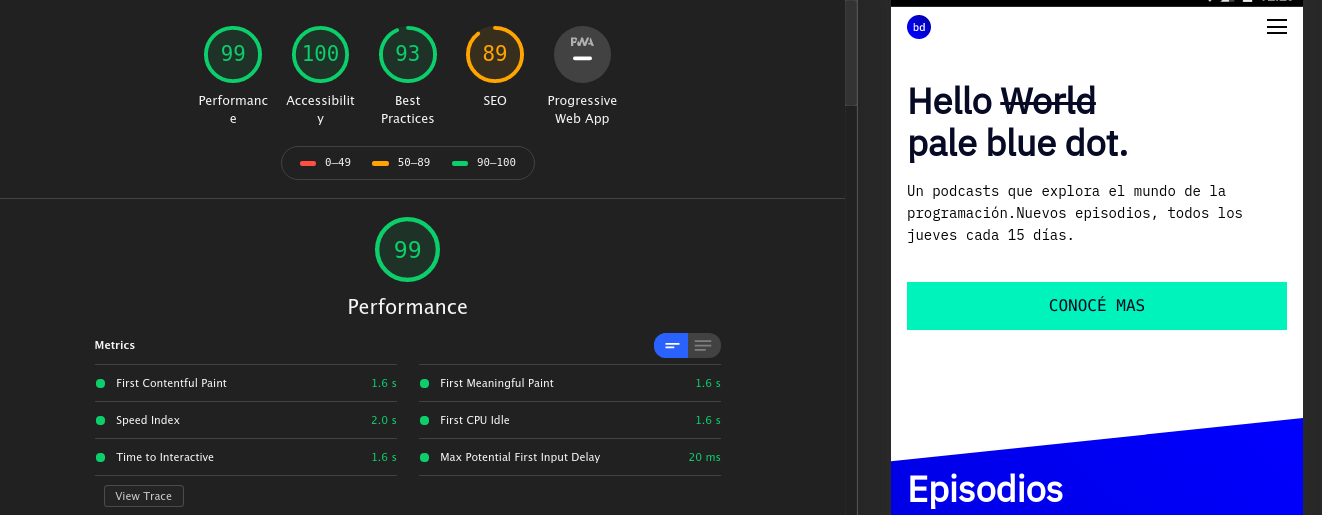 99
100
93
89
PWA
Performanc
e
Accessibilit
y
Best
Practices
SEO
Progressive
Web App
0–49
50–89
90–100
99
Performance
Metrics
First Contentful Paint 1.6 s
First Meaningful Paint 1.6 s
Speed Index 2.0 s
First CPU Idle 1.6 s
Time to Interactive 1.6 s
Max Potential First Input Delay 20 ms
View Trace
bd
Hello World
pale blue dot.
Un podcasts que explora el mundo de la
programación.Nuevos episodios, todos los
jueves cada 15 días.
CONOCÉ MAS
Episodios